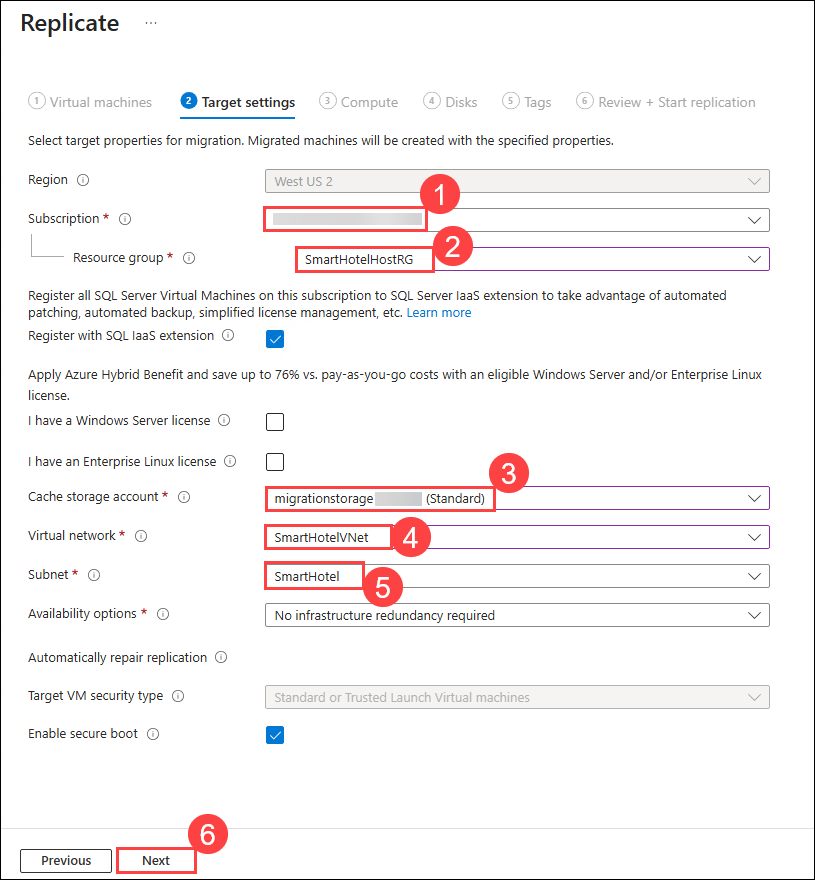 Replicate ...
1 Virtual machines 2 Target settings 3 Compute 4 Disks 5 Tags 6 Review + Start replication
Select target properties for migration. Migrated machines will be created with the specified properties.
Region West US 2
1
Subscription *
2
Resource group * SmartHotelHostRG
Register all SQL Server Virtual Machines on this subscription to SQL Server IaaS extension to take advantage of automated
patching, automated backup, simplified license management, etc. Learn more
Register with SQL IaaS extension
Apply Azure Hybrid Benefit and save up to 76% vs. pay-as-you-go costs with an eligible Windows Server and/or Enterprise Linux
license.
I have a Windows Server license
I have an Enterprise Linux license
3
Cache storage account * migrationstorage (Standard)
Virtual network * SmartHotelVNet 4
Subnet * SmartHotel 5
Availability options * No infrastructure redundancy required
Automatically repair replication
Target VM security type Standard or Trusted Launch Virtual machines
Enable secure boot
6
Previous Next